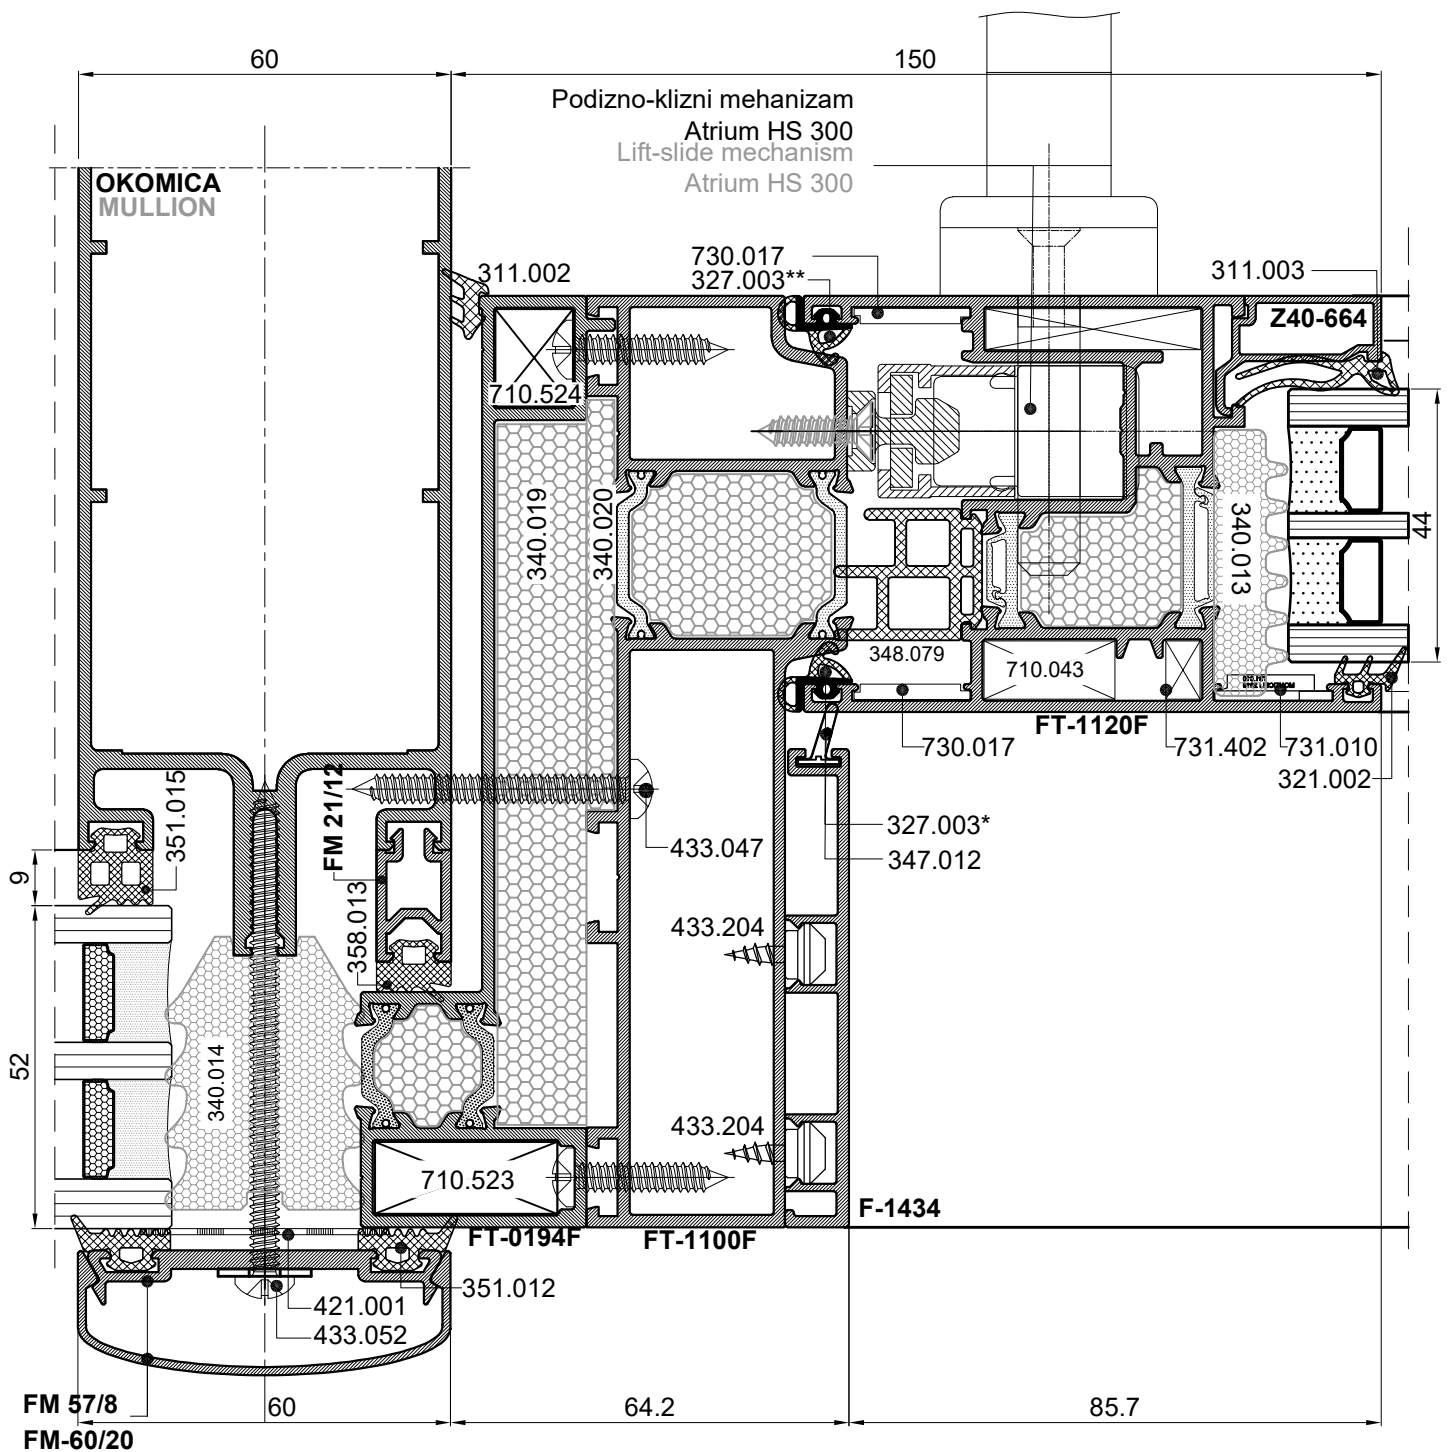 60
150
Podizno-klizni mehanizam
Atrium HS 300
Lift-slide mechanism
Atrium HS 300
OKOMICA
MULLION
730.017
327.003**
311.002
311.003
Z40-664
710.524
340.019
340.020
340.013
44
348.079
710.043
FT-1120F
730.017
731.402
731.010
321.002
351.015
FM 21/12
327.003*
347.012
433.047
9
358.013
433.204
52
340.014
433.204
710.523
F-1434
FT-0194F
FT-1100F
351.012
421.001
433.052
FM 57/8
60
64.2
85.7
FM-60/20